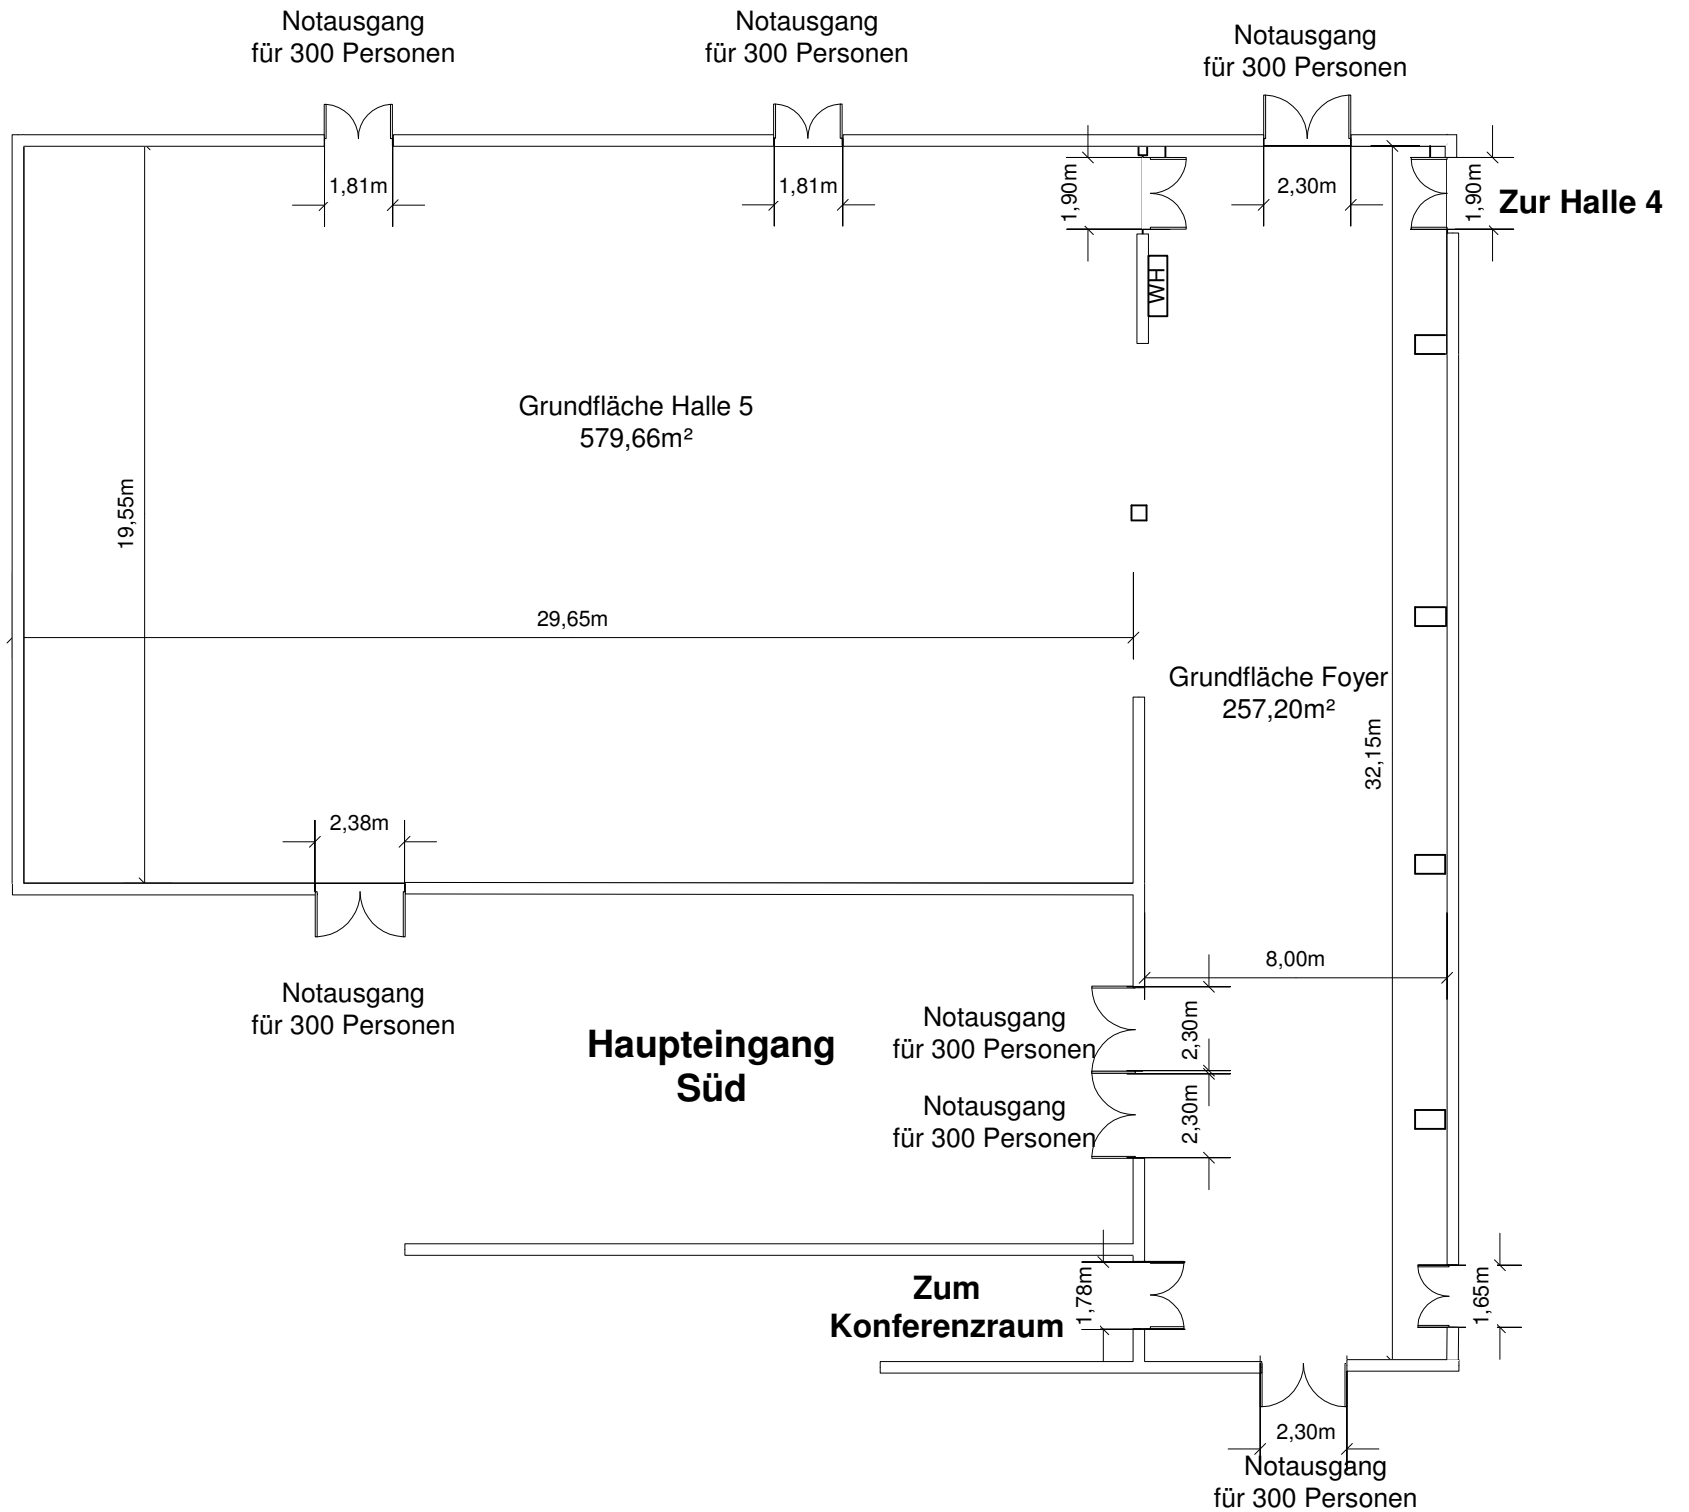 Notausgang
für 300 Personen
Notausgang
für 300 Personen
Notausgang
für 300 Personen
1,81m
1,81m
1,90m
2,30m
1,90m
Zur Halle 4
WH
Grundfläche Halle 5
579,66m²
19,55m
29,65m
Grundfläche Foyer
257,20m²
32,15m
2,38m
8,00m
Notausgang
für 300 Personen
Haupteingang
Süd
Notausgang
für 300 Personen
2,30m
Notausgang
für 300 Personen
2,30m
Zum
Konferenzraum
1,78m
1,65m
2,30m
Notausgang
für 300 Personen